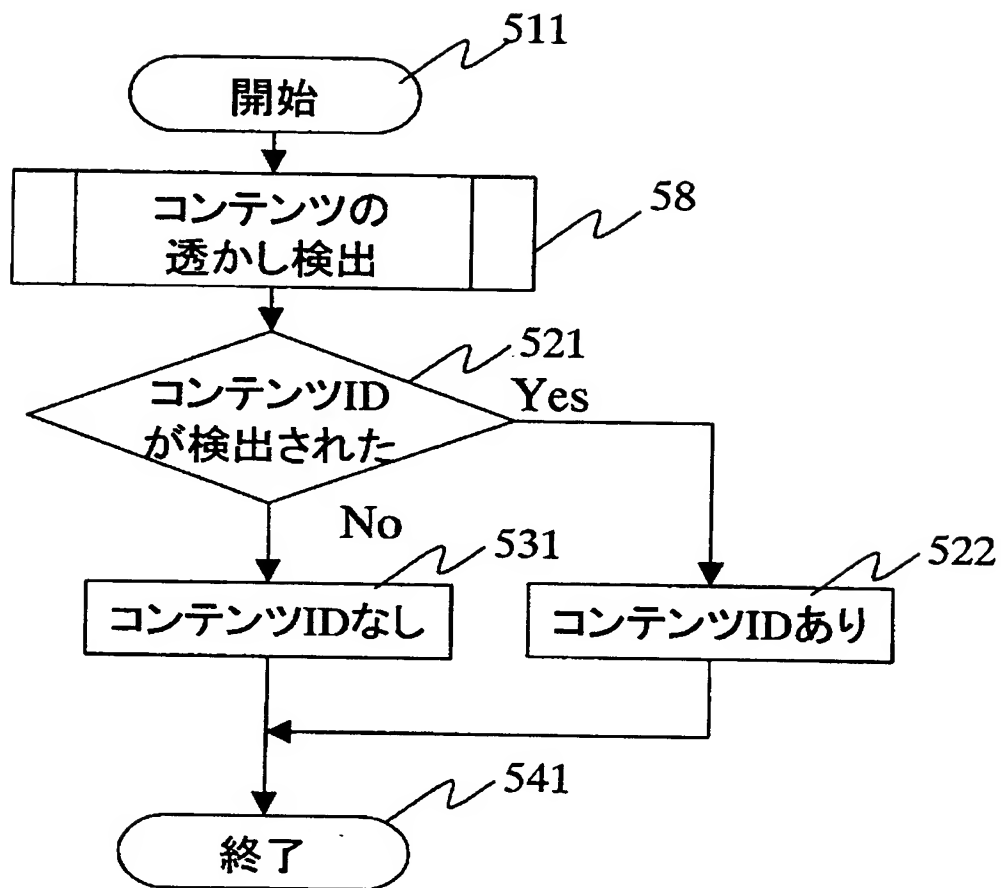 511
開始
コンテンツの
透かし検出
58
521
コンテンツID
が検出された
Yes
No
531
522
コンテンツIDなし
コンテンツIDあり
541
終了